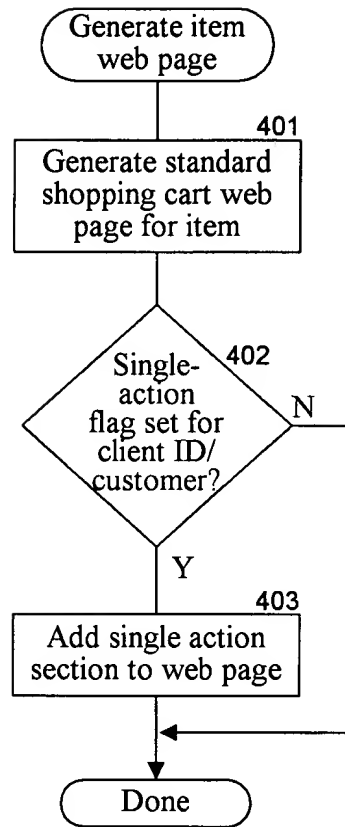 Generate item
web page
401
Generate standard
shopping cart web
page for item
402
Single-
action
flag set for
client ID/
customer?
N
Y
403
Add single action
section to web page
Done